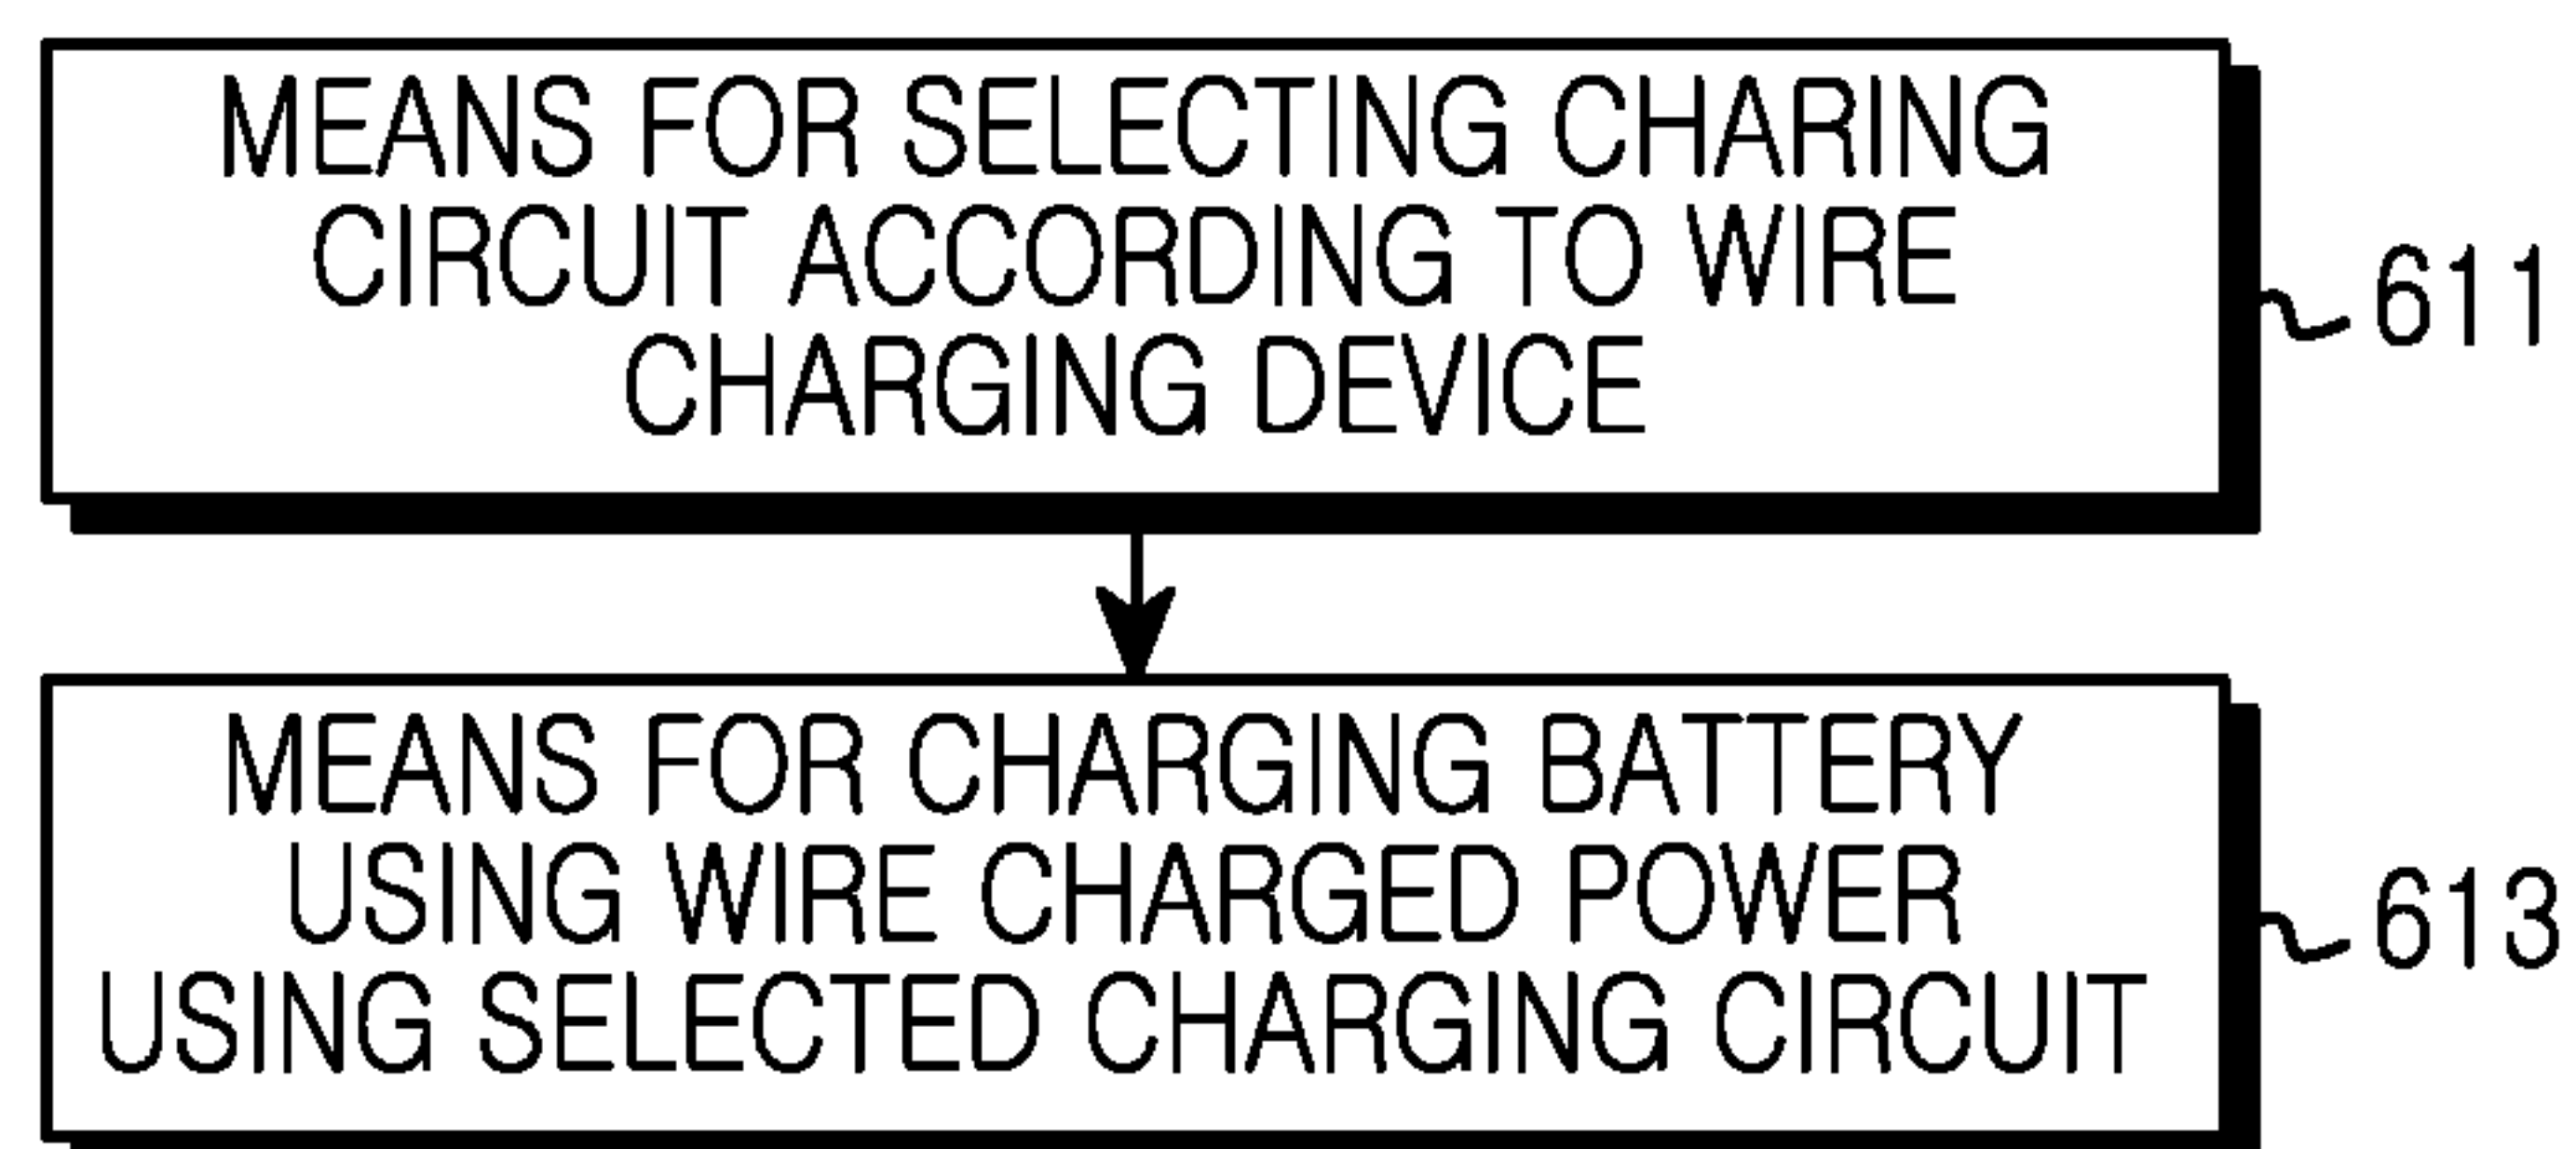 MEANS FOR SELECTING CHARING
CIRCUIT ACCORDING TO WIRE
CHARGING DEVICE
611
MEANS FOR CHARGING BATTERY
USING WIRE CHARGED POWER
USING SELECTED CHARGING CIRCUIT
613